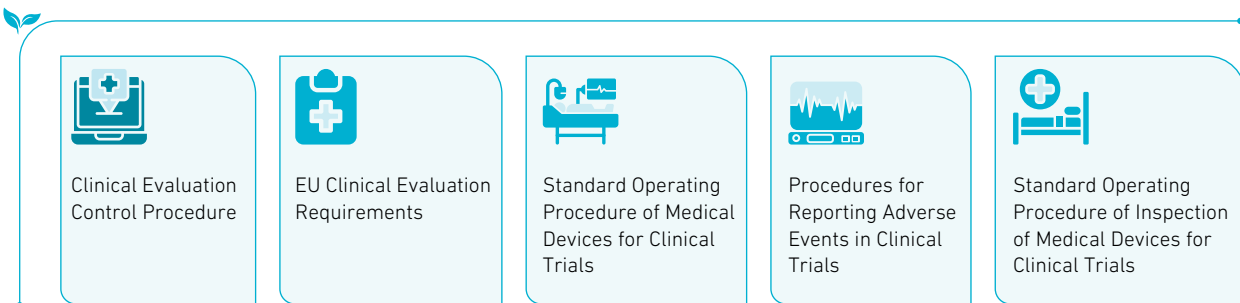 Clinical Evaluation
Control Procedure
EU Clinical Evaluation
Requirements
Standard Operating
Procedure of Medical
Devices for Clinical
Trials
Procedures for
Reporting Adverse
Events in Clinical
Trials
Standard Operating
Procedure of Inspection
of Medical Devices for
Clinical Trials